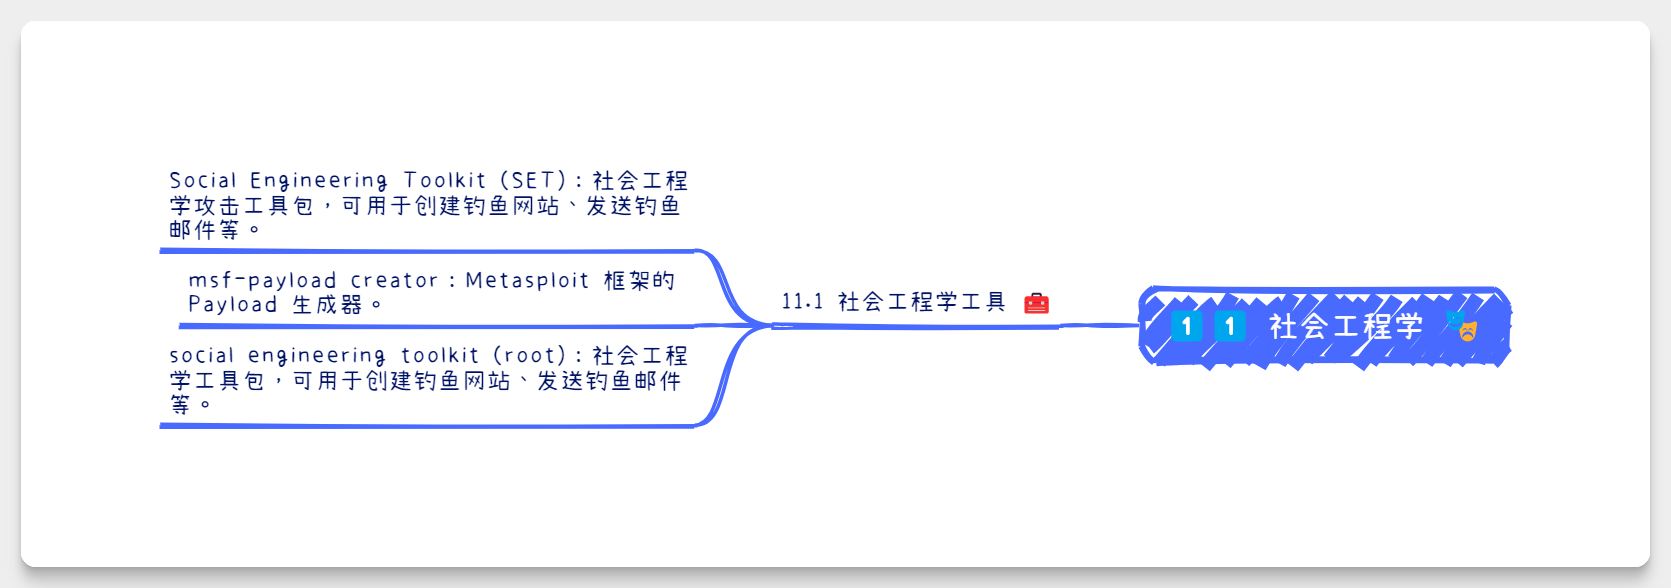 Social Engineering Toolkit (SET)：社会工程
学攻击工具包，可用于创建钓鱼网站、发送钓鱼
邮件等。
msf-payload creator：Metasploit 框架的
Payload 生成器。
social engineering toolkit (root)：社会工程
学工具包，可用于创建钓鱼网站、发送钓鱼邮件
等。
11.1 社会工程学工具 🧰
1️⃣ 1️⃣ 社会工程学 🎭